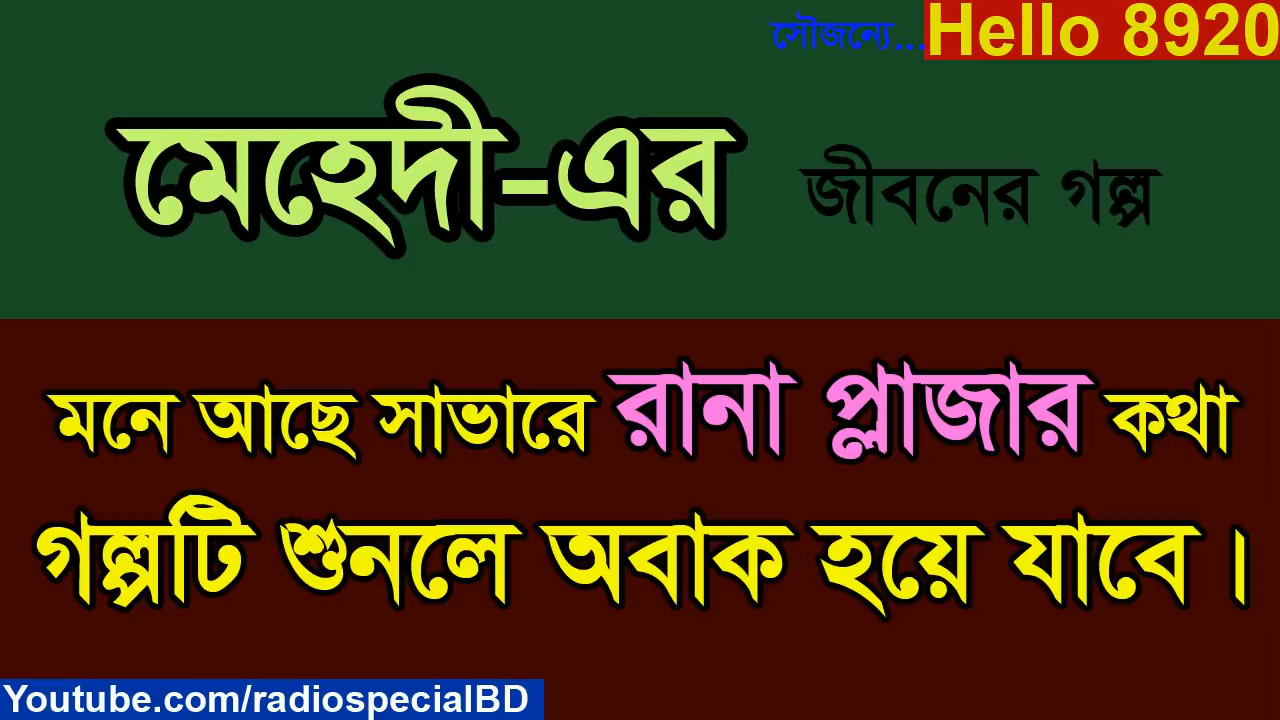 সৌজন্যে... Hello 8920
মেহেদী-এর জীবনের গল্প
মনে আছে সাভারে রানা প্লাজার কথা
গল্পটি শুনলে অবাক হয়ে যাবে।
Youtube.com/radiospecialBD